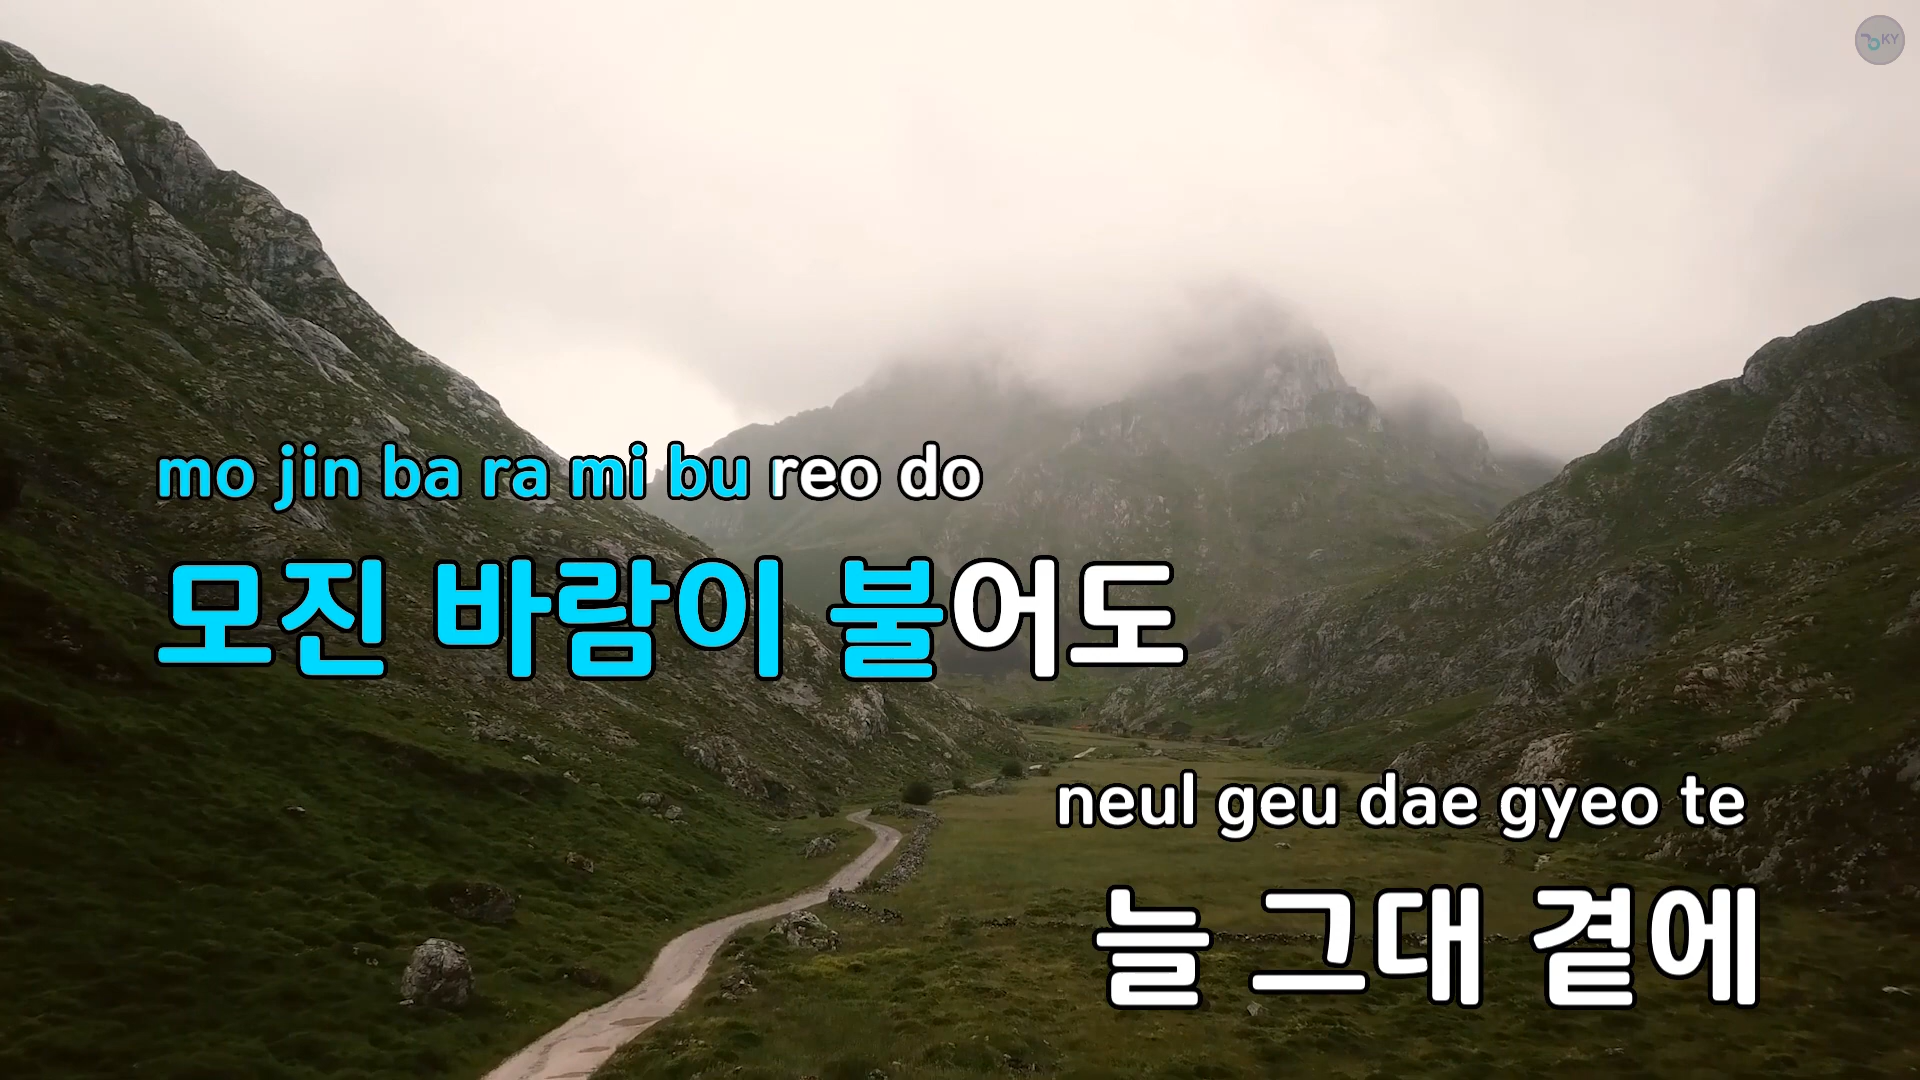 KY
mo jin ba ra mi bu reo do
모진 바람이 불어도
neul geu dae gyeo te
늘 그대 곁에